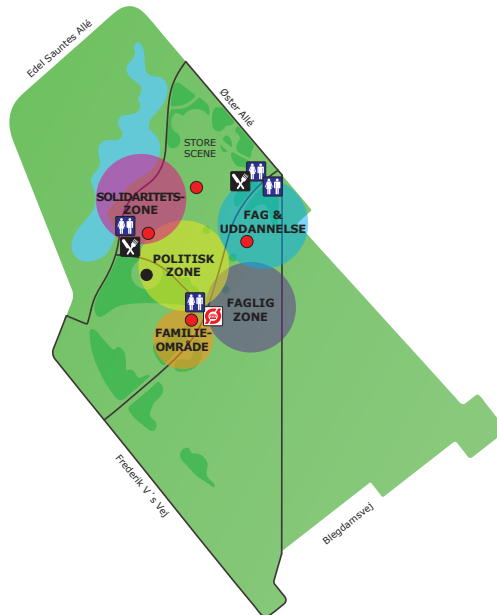 Edel Sauntes Allé
Øster Allé
STORE
SCENE
SOLIDARITETS-
ZONE
FAG &
UDDANNELSE
POLITISK
ZONE
FAGLIG
ZONE
FAMILIE-
OMRÅDE
Frederik V´s Vej
Blegdamsvej